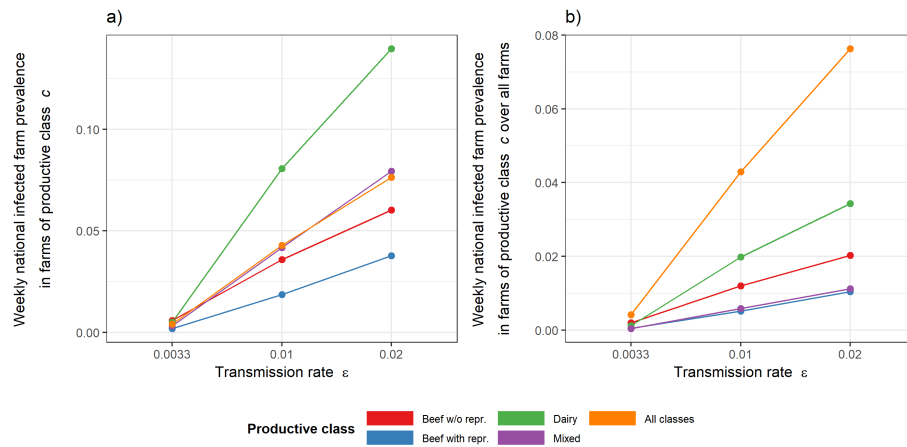 a)
Weekly national infected farm prevalence
in farms of productive class c
0.10
0.05
0.00
0.0033 0.01 0.02
Transmission rate ε
b)
Weekly national infected farm prevalence
in farms of productive class c over all farms
0.08
0.06
0.04
0.02
0.00
0.0033 0.01 0.02
Transmission rate ε
Productive class
Beef w/o repr. Dairy All classes
Beef with repr. Mixed